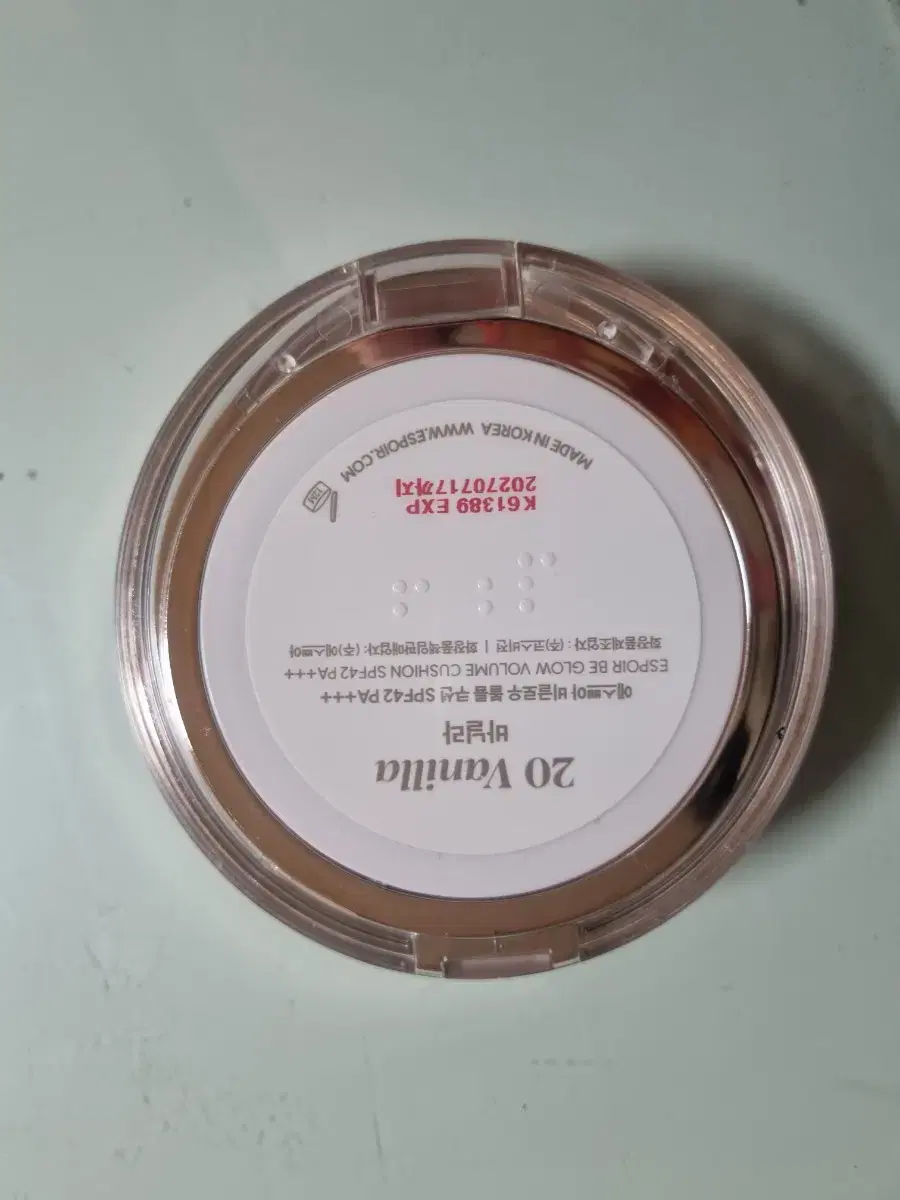 20 Vanilla
바닐라
에스쁘아 비글로우 볼륨 쿠션 SPF42 PA+++
ESPOIR BE GLOW VOLUME CUSHION SPF42 PA+++
화장품제조업자 : (주)코스비전 | 화장품책임판매업자: (주)에스쁘아
K61389 EXP
20270717까지
12M
MADE IN KOREA WWW.ESPOIR.COM